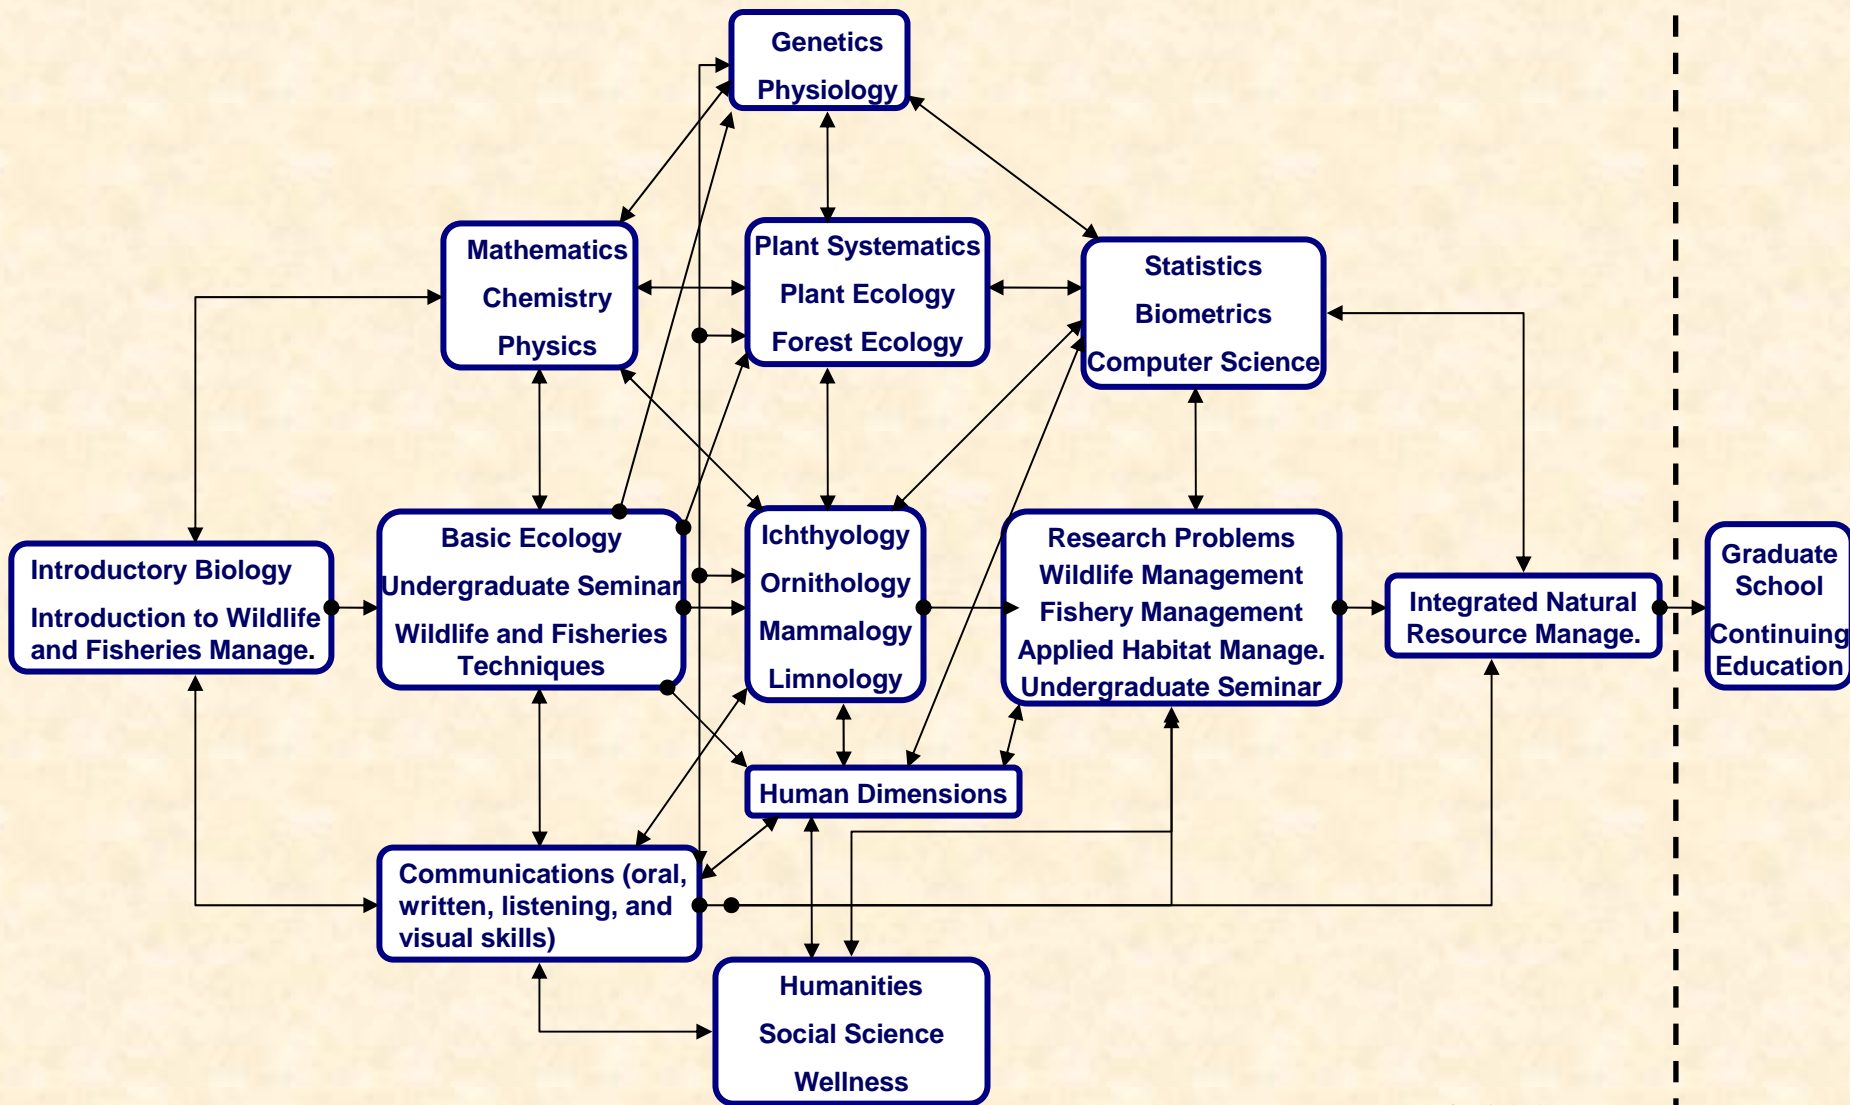 Genetics
Physiology
Mathematics
Chemistry
Physics
Plant Systematics
Plant Ecology
Forest Ecology
Statistics
Biometrics
Computer Science
Introductory Biology
Introduction to Wildlife
and Fisheries Manage.
Basic Ecology
Undergraduate Seminar
Wildlife and Fisheries
Techniques
Ichthyology
Ornithology
Mammalogy
Limnology
Research Problems
Wildlife Management
Fishery Management
Applied Habitat Manage.
Undergraduate Seminar
Integrated Natural
Resource Manage.
Graduate
School
Continuing
Education
Human Dimensions
Communications (oral,
written, listening, and
visual skills)
Humanities
Social Science
Wellness